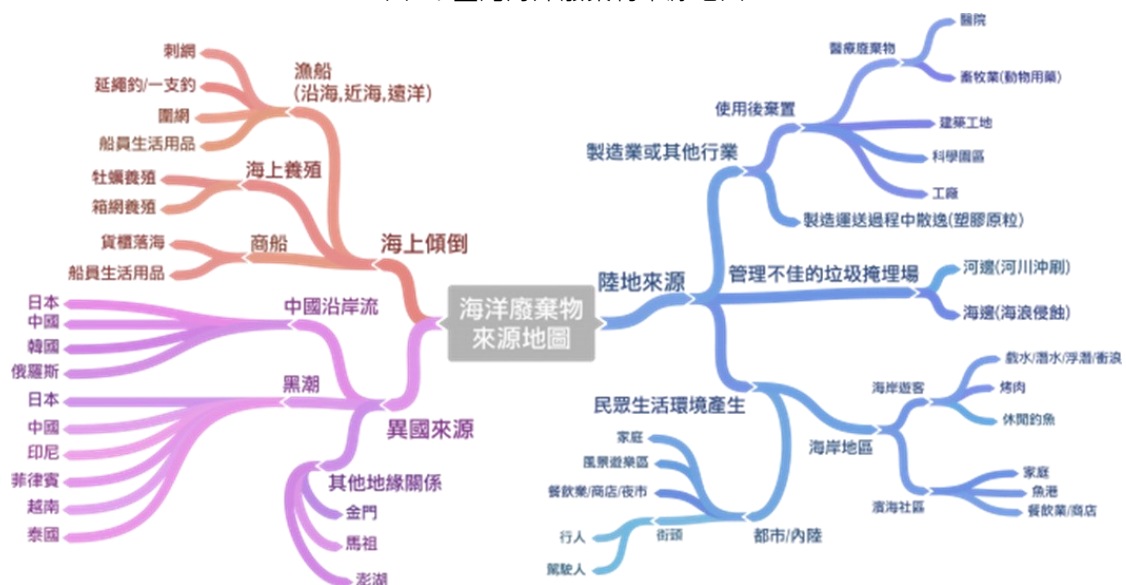 海洋廢棄物
來源地圖
海上傾倒
漁船
(沿海,近海,遠洋)
刺網
延繩釣/一支釣
圍網
船員生活用品
海上養殖
牡蠣養殖
箱網養殖
商船
貨櫃落海
船員生活用品
異國來源
中國沿岸流
日本
中國
韓國
俄羅斯
黑潮
日本
中國
印尼
菲律賓
越南
泰國
其他地緣關係
金門
馬祖
澎湖
陸地來源
製造業或其他行業
使用後棄置
醫療廢棄物
醫院
畜牧業(動物用藥)
建築工地
科學園區
工廠
製造運送過程中散逸(塑膠原粒)
管理不佳的垃圾掩埋場
河邊(河川沖刷)
海邊(海浪侵蝕)
民眾生活環境產生
海岸地區
海岸遊客
戲水/潛水/浮潛/衝浪
烤肉
休閒釣魚
濱海社區
家庭
魚港
餐飲業/商店
都市/內陸
家庭
風景遊樂區
餐飲業/商店/夜市
街頭
行人
駕駛人